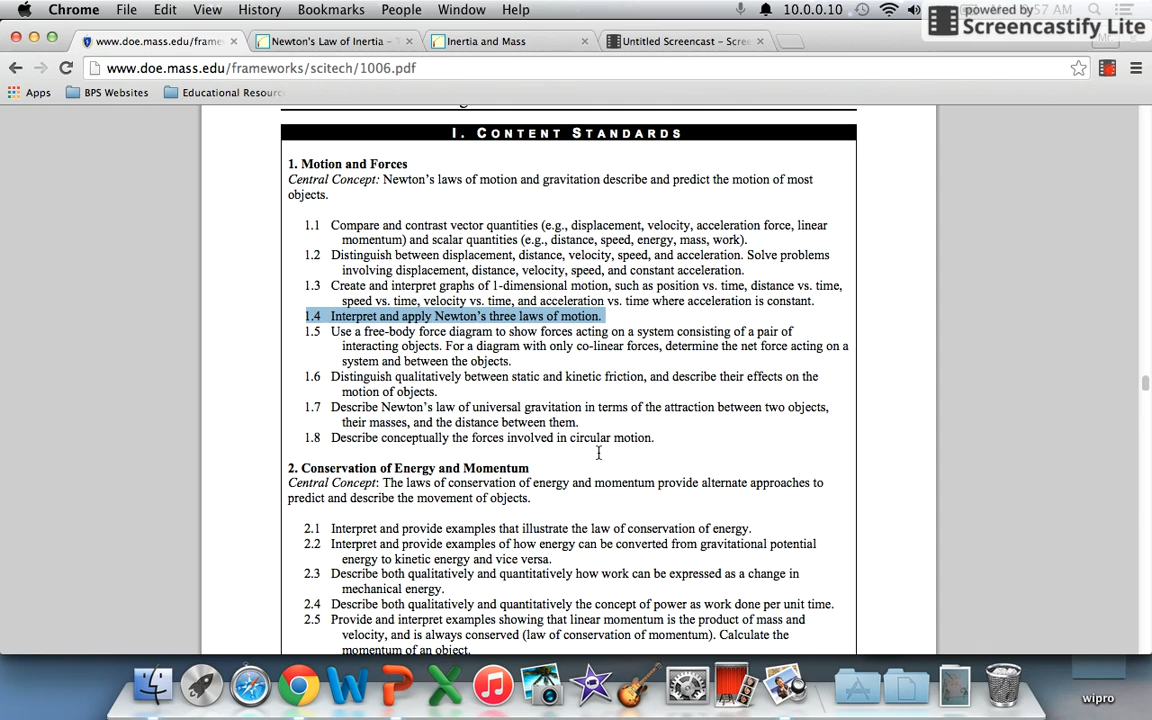 Chrome File Edit View History Bookmarks People Window Help 10.0.0.10 57 AM
powered by
Screencastify Lite
www.doe.mass.edu/frame
Newton's Law of Inertia –
Inertia and Mass
Untitled Screencast – Scree
www.doe.mass.edu/frameworks/scitech/1006.pdf
Apps BPS Websites Educational Resourc
I. CONTENT STANDARDS
1. Motion and Forces
Central Concept: Newton's laws of motion and gravitation describe and predict the motion of most
objects.
1.1 Compare and contrast vector quantities (e.g., displacement, velocity, acceleration force, linear
momentum) and scalar quantities (e.g., distance, speed, energy, mass, work).
1.2 Distinguish between displacement, distance, velocity, speed, and acceleration. Solve problems
involving displacement, distance, velocity, speed, and constant acceleration.
1.3 Create and interpret graphs of 1-dimensional motion, such as position vs. time, distance vs. time,
speed vs. time, velocity vs. time, and acceleration vs. time where acceleration is constant.
1.4 Interpret and apply Newton's three laws of motion.
1.5 Use a free-body force diagram to show forces acting on a system consisting of a pair of
interacting objects. For a diagram with only co-linear forces, determine the net force acting on a
system and between the objects.
1.6 Distinguish qualitatively between static and kinetic friction, and describe their effects on the
motion of objects.
1.7 Describe Newton's law of universal gravitation in terms of the attraction between two objects,
their masses, and the distance between them.
1.8 Describe conceptually the forces involved in circular motion.
2. Conservation of Energy and Momentum
Central Concept: The laws of conservation of energy and momentum provide alternate approaches to
predict and describe the movement of objects.
2.1 Interpret and provide examples that illustrate the law of conservation of energy.
2.2 Interpret and provide examples of how energy can be converted from gravitational potential
energy to kinetic energy and vice versa.
2.3 Describe both qualitatively and quantitatively how work can be expressed as a change in
mechanical energy.
2.4 Describe both qualitatively and quantitatively the concept of power as work done per unit time.
2.5 Provide and interpret examples showing that linear momentum is the product of mass and
velocity, and is always conserved (law of conservation of momentum). Calculate the
momentum of an object.
wipro